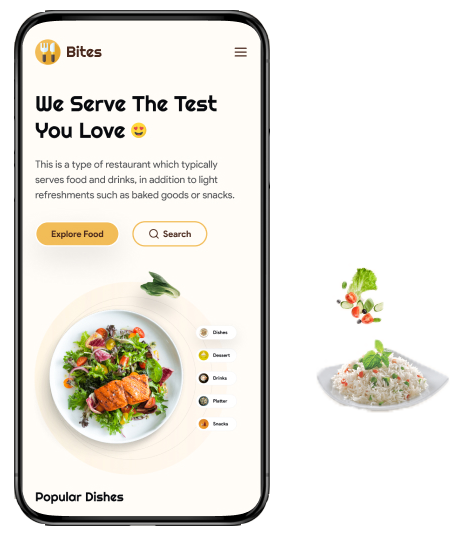 Bites
We Serve The Test
You Love 😍
This is a type of restaurant which typically
serves food and drinks, in addition to light
refreshments such as baked goods or snacks.
Explore Food
Search
Dishes
Dessert
Drinks
Platter
Snacks
Popular Dishes